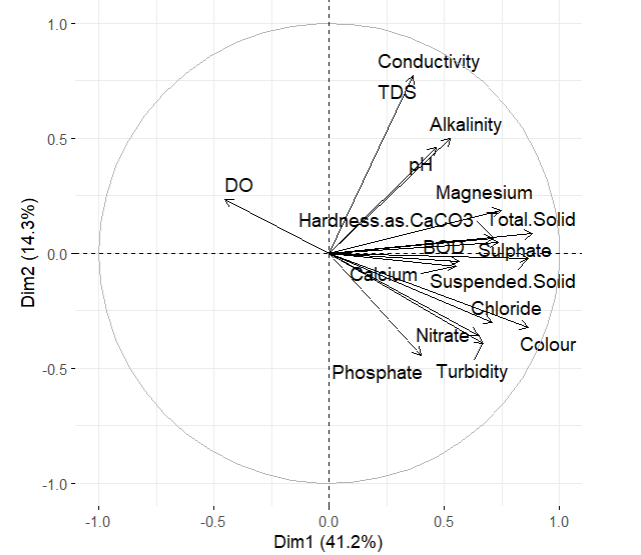 1.0
Conductivity
TDS
Alkalinity
0.5
pH
DO
Magnesium
Hardness.as.CaCO3
Total.Solid
BOD
Sulphate
0.0
Calcium
Suspended.Solid
Chloride
Nitrate
Colour
Phosphate
Turbidity
-0.5
-1.0
Dim2 (14.3%)
-1.0
-0.5
0.0
0.5
1.0
Dim1 (41.2%)